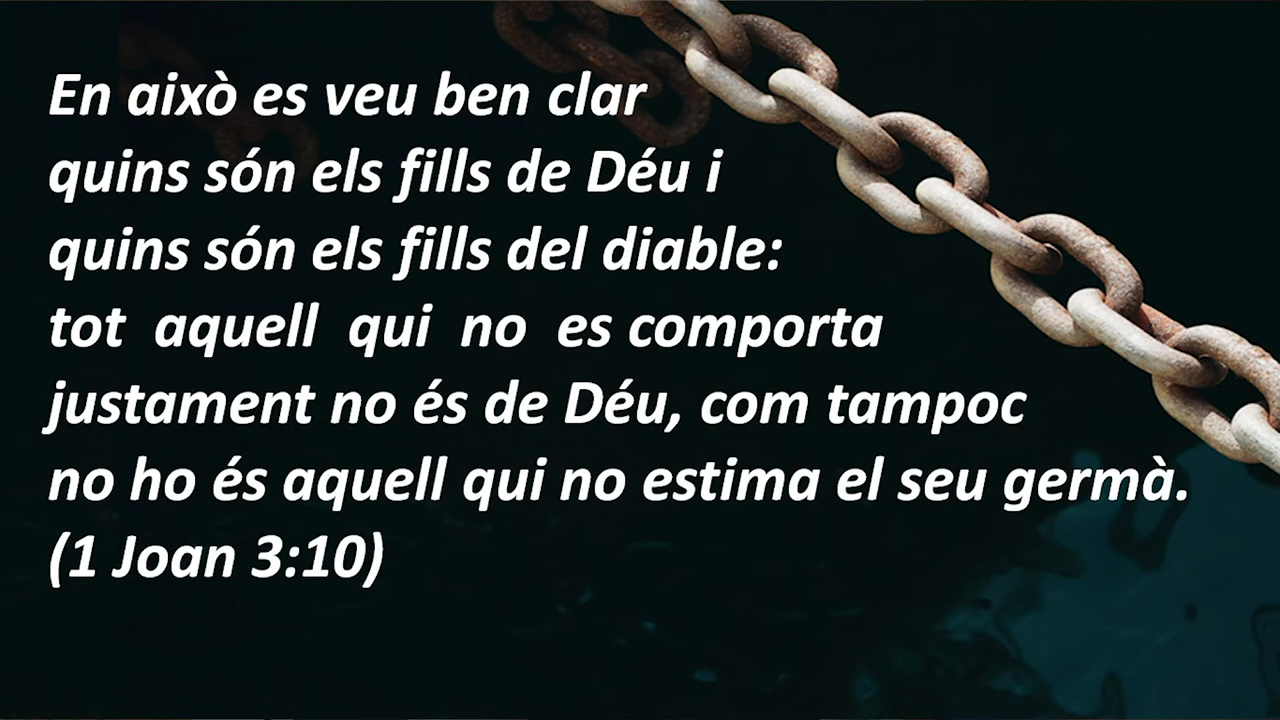 En això es veu ben clar
quins són els fills de Déu i
quins són els fills del diable:
tot aquell qui no es comporta
justament no és de Déu, com tampoc
no ho és aquell qui no estima el seu germà.
(1 Joan 3:10)